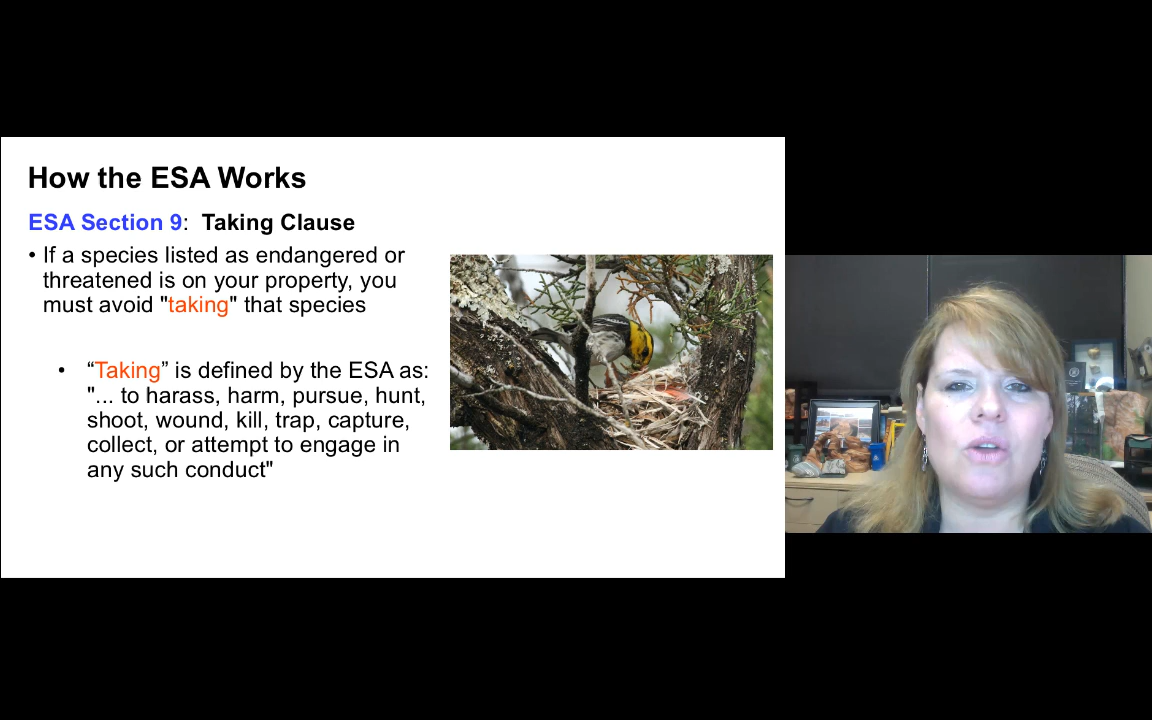 How the ESA Works
ESA Section 9:  Taking Clause
• If a species listed as endangered or
threatened is on your property, you
must avoid "taking" that species
• “Taking” is defined by the ESA as:
"... to harass, harm, pursue, hunt,
shoot, wound, kill, trap, capture,
collect, or attempt to engage in
any such conduct"